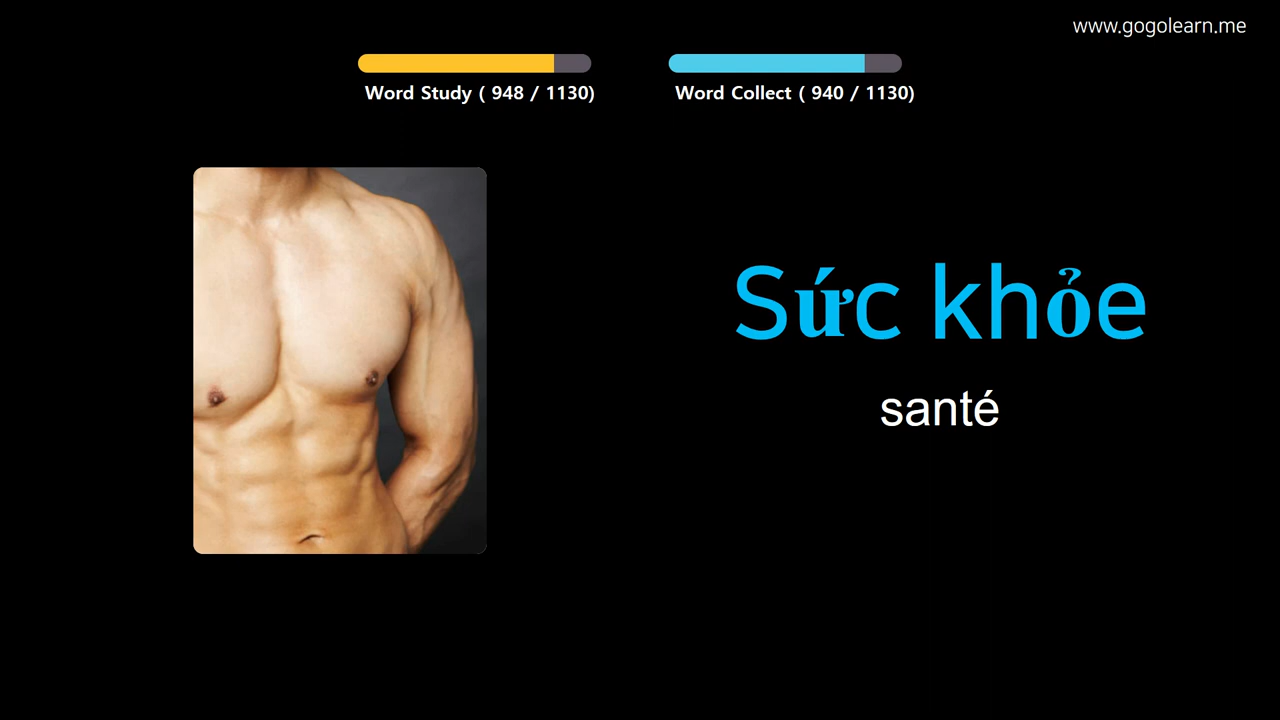 www.gogolearn.me
Word Study ( 948 / 1130)
Word Collect ( 940 / 1130)
Sức khỏe
santé